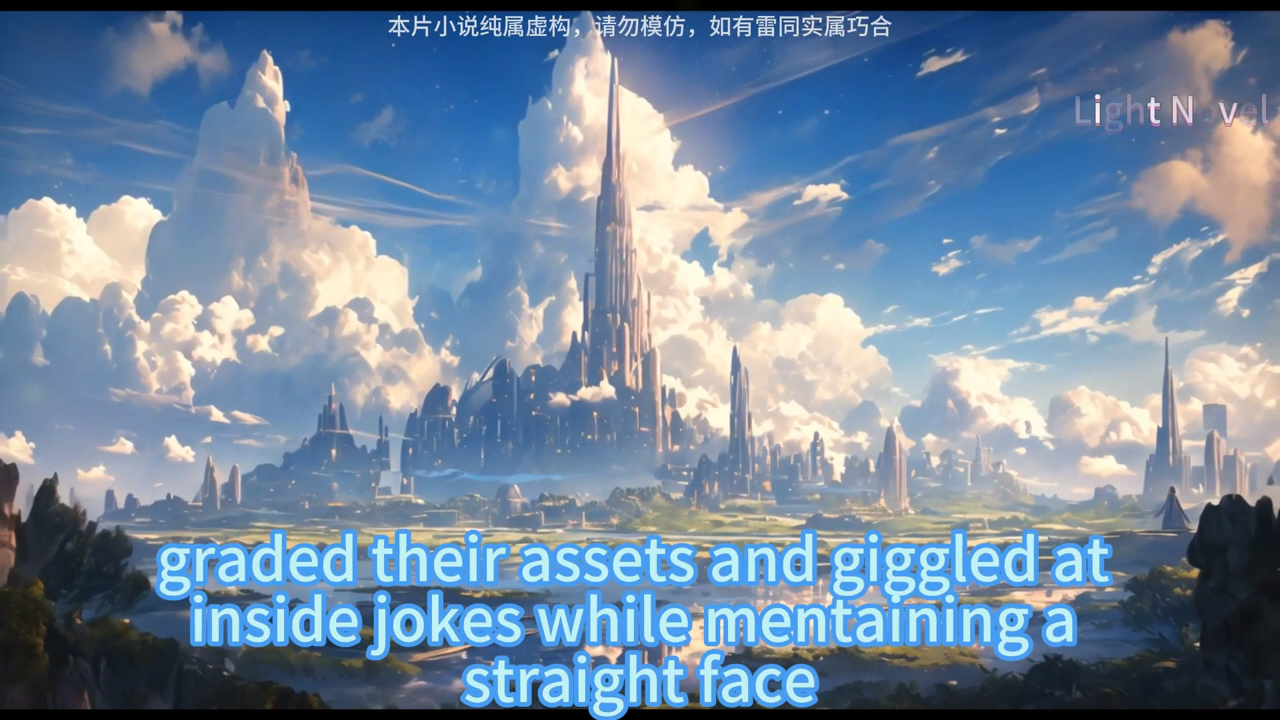 本片小说纯属虚构，请勿模仿，如有雷同实属巧合
Light Novel
graded their assets and giggled at
inside jokes while mentaining a
straight face